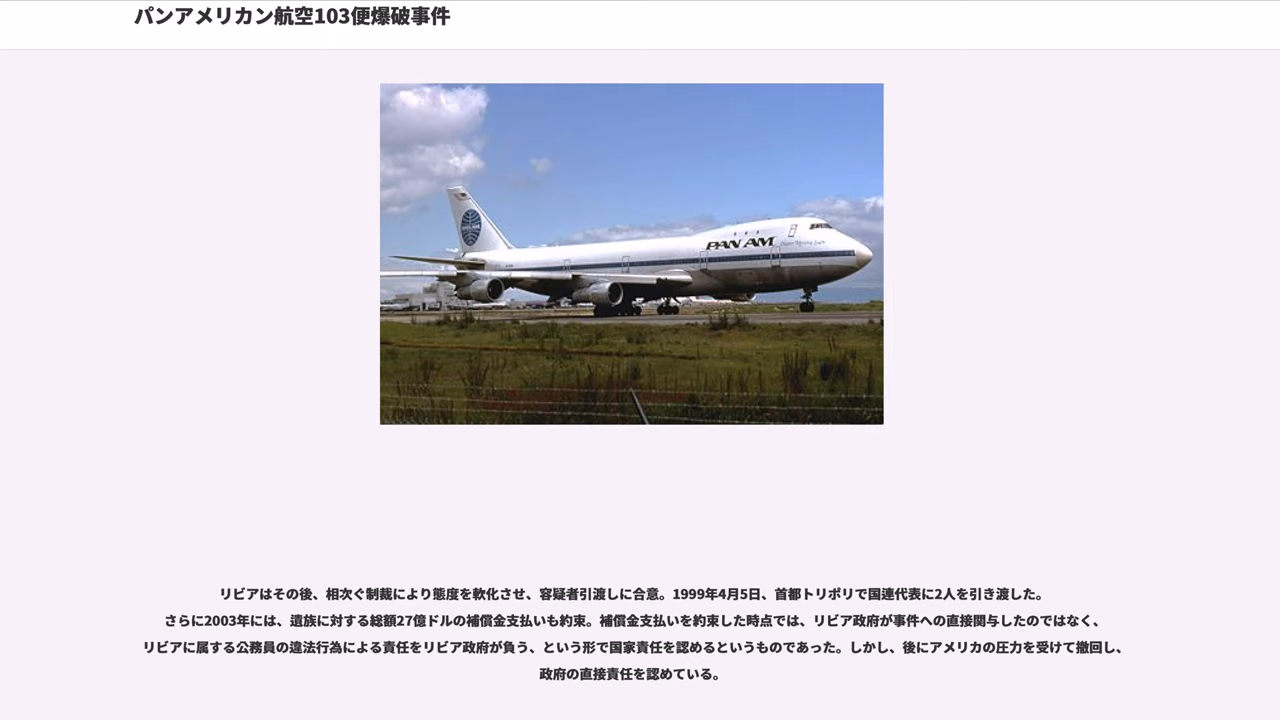 パンアメリカン航空103便爆破事件
PAN AM
リビアはその後、相次ぐ制裁により態度を軟化させ、容疑者引渡しに合意。1999年4月5日、首都トリポリで国連代表に2人を引き渡した。
さらに2003年には、遺族に対する総額27億ドルの補償金支払いも約束。補償金支払いを約束した時点では、リビア政府が事件への直接関与したのではなく、
リビアに属する公務員の違法行為による責任をリビア政府が負う、という形で国家責任を認めるというものであった。しかし、後にアメリカの圧力を受けて撤回し、
政府の直接責任を認めている。